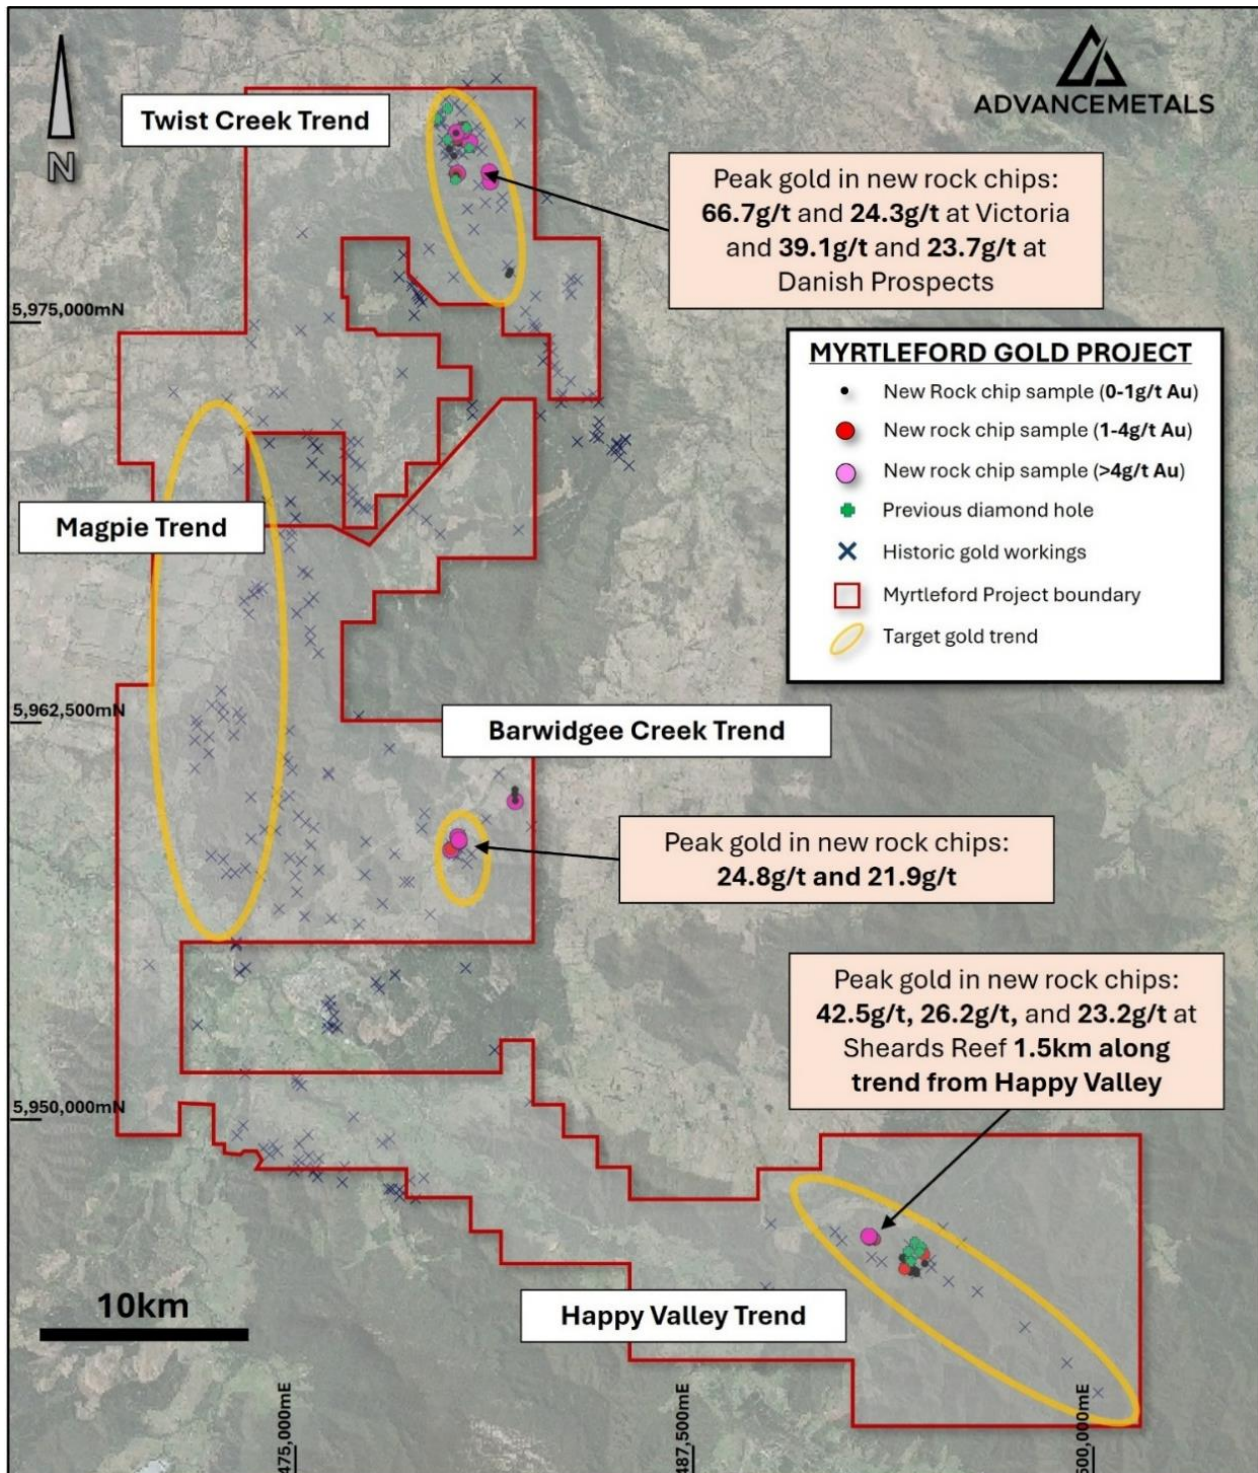 ADVANCEMETALS
N
Twist Creek Trend
Peak gold in new rock chips:
66.7g/t and 24.3g/t at Victoria
and 39.1g/t and 23.7g/t at
Danish Prospects
5,975,000mN
MYRTLEFORD GOLD PROJECT
New Rock chip sample (0-1g/t Au)
New rock chip sample (1-4g/t Au)
New rock chip sample (>4g/t Au)
Previous diamond hole
Historic gold workings
Myrtleford Project boundary
Target gold trend
Magpie Trend
5,962,500mN
Barwidgee Creek Trend
Peak gold in new rock chips:
24.8g/t and 21.9g/t
Peak gold in new rock chips:
42.5g/t, 26.2g/t, and 23.2g/t at
Sheards Reef 1.5km along
trend from Happy Valley
5,950,000mN
10km
Happy Valley Trend
475,000mE
487,500mE
500,000mE